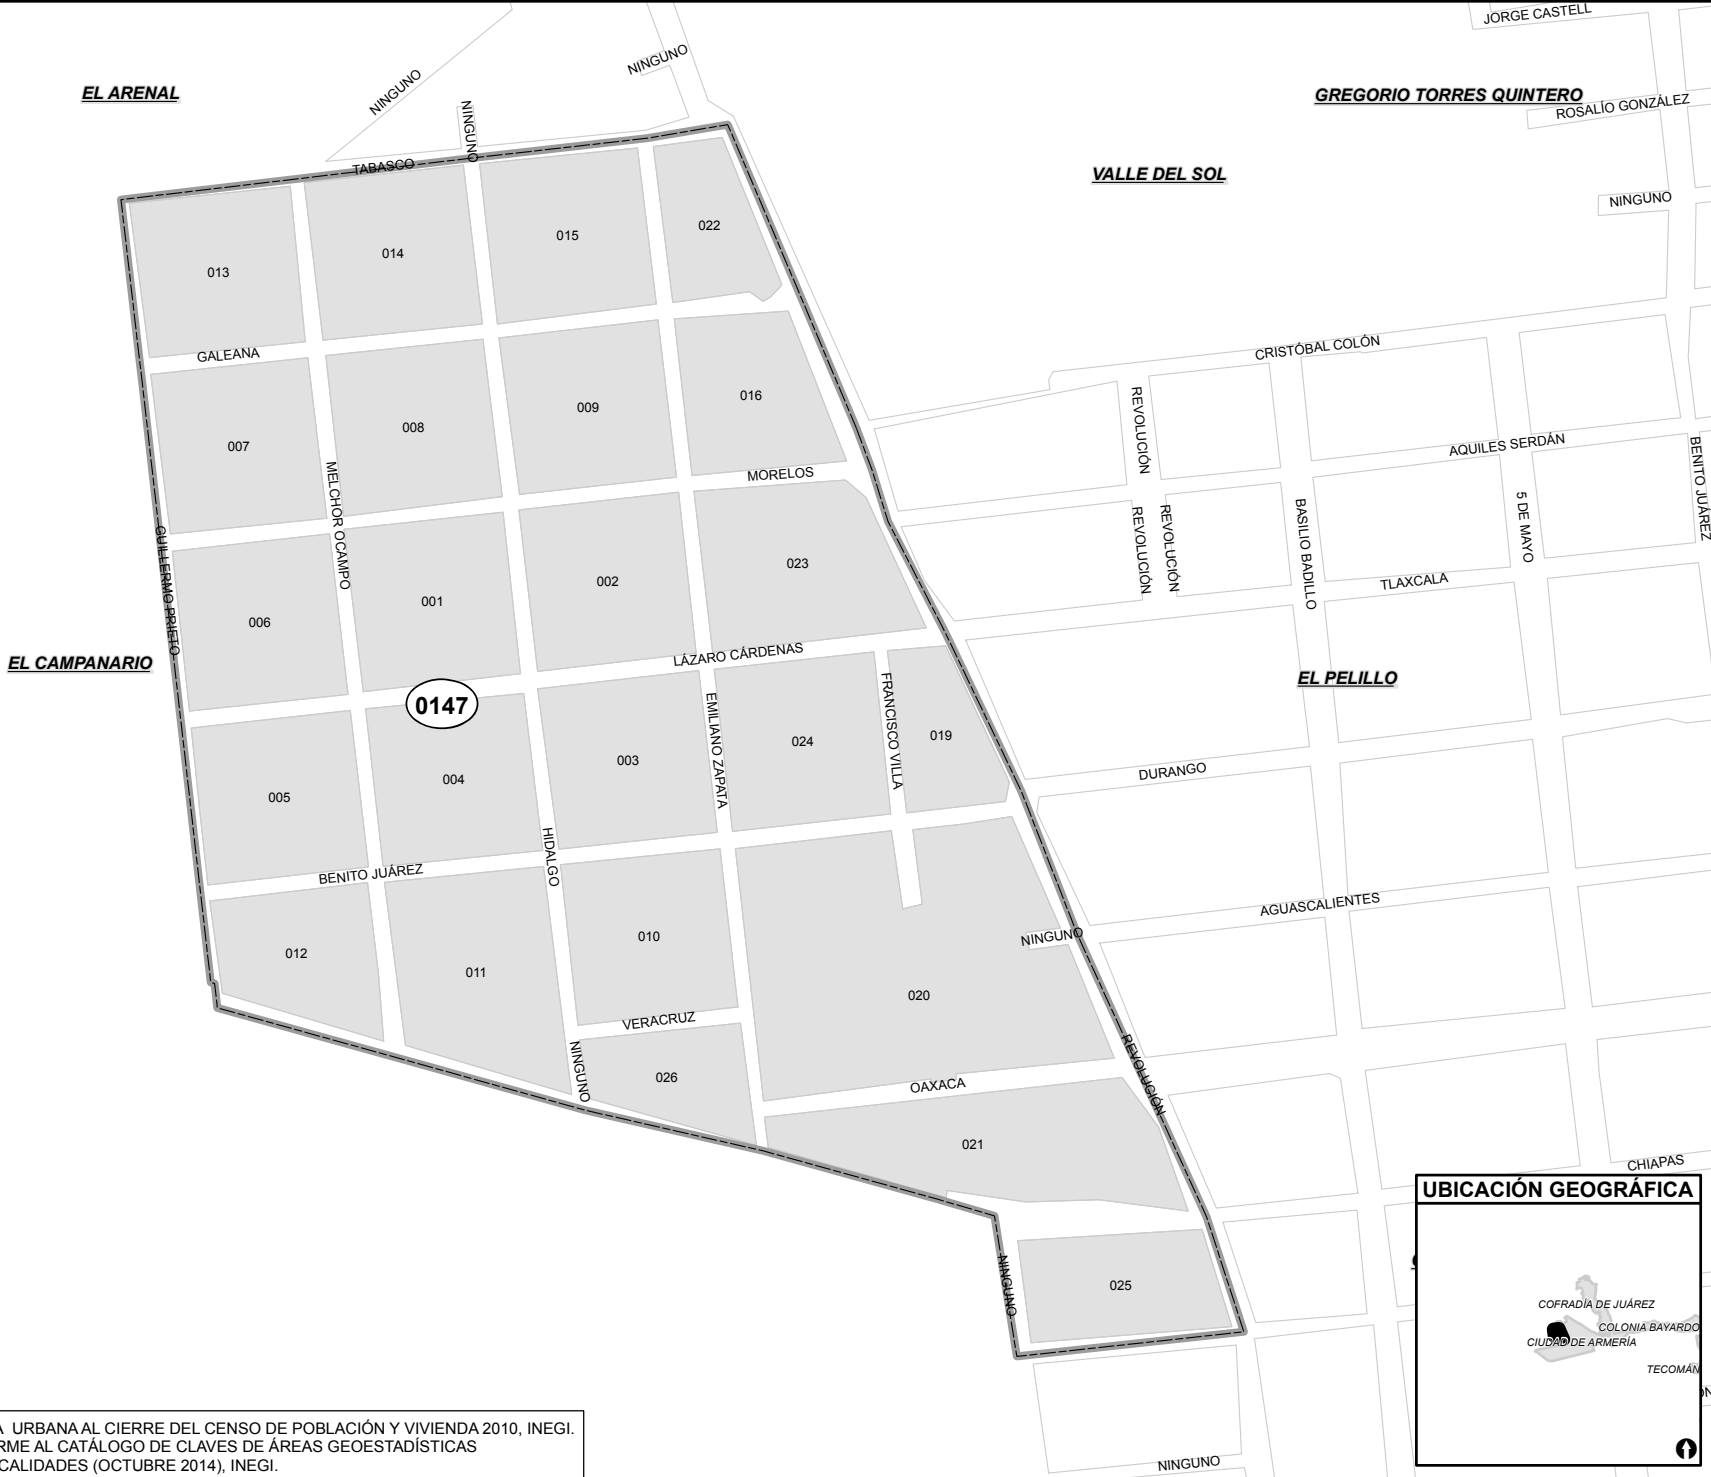 JORGE CASTELL
NINGUNO
NINGUNO
EL ARENAL
GREGORIO TORRES QUINTERO
ROSALÍO GONZÁLEZ
NINGUNO
TABASCO
VALLE DEL SOL
NINGUNO
022
015
014
013
CRISTÓBAL COLÓN
GALEANA
016
009
008
007
REVOLUCIÓN
AQUILES SERDÁN
BENITO JUÁREZ
MORELOS
MELCHOR OCAMPO
GUILLERMO PRIETO
REVOLUCIÓN
REVOLUCIÓN
BASILIO BADILLO
5 DE MAYO
TLAXCALA
023
002
001
006
LÁZARO CÁRDENAS
EL CAMPANARIO
EL PELILLO
0147
EMILIANO ZAPATA
FRANCISCO VILLA
019
024
003
004
005
DURANGO
HIDALGO
BENITO JUÁREZ
AGUASCALIENTES
NINGUNO
010
012
011
020
VERACRUZ
NINGUNO
026
OAXACA
REVOLUCIÓN
021
CHIAPAS
NINGUNO
025
UBICACIÓN GEOGRÁFICA
COFRADÍA DE JUÁREZ
COLONIA BAYARDO
CIUDAD DE ARMERÍA
TECOMÁN
NINGUNO
URBANA AL CIERRE DEL CENSO DE POBLACIÓN Y VIVIENDA 2010, INEGI.
RME AL CATÁLOGO DE CLAVES DE ÁREAS GEOESTADÍSTICAS
CALIDADES (OCTUBRE 2014), INEGI.